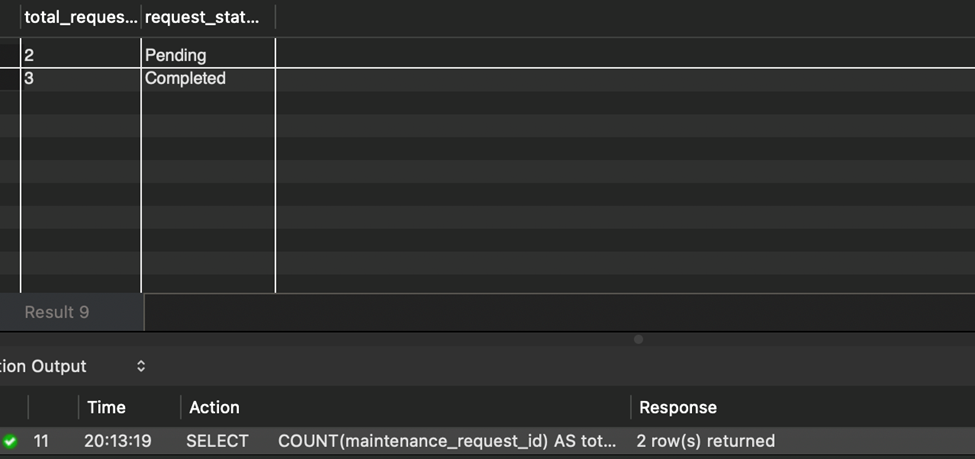 total_reques... request_stat...
2 Pending
3 Completed
Result 9
tion Output
Time Action Response
11 20:13:19 SELECT COUNT(maintenance_request_id) AS tot... 2 row(s) returned